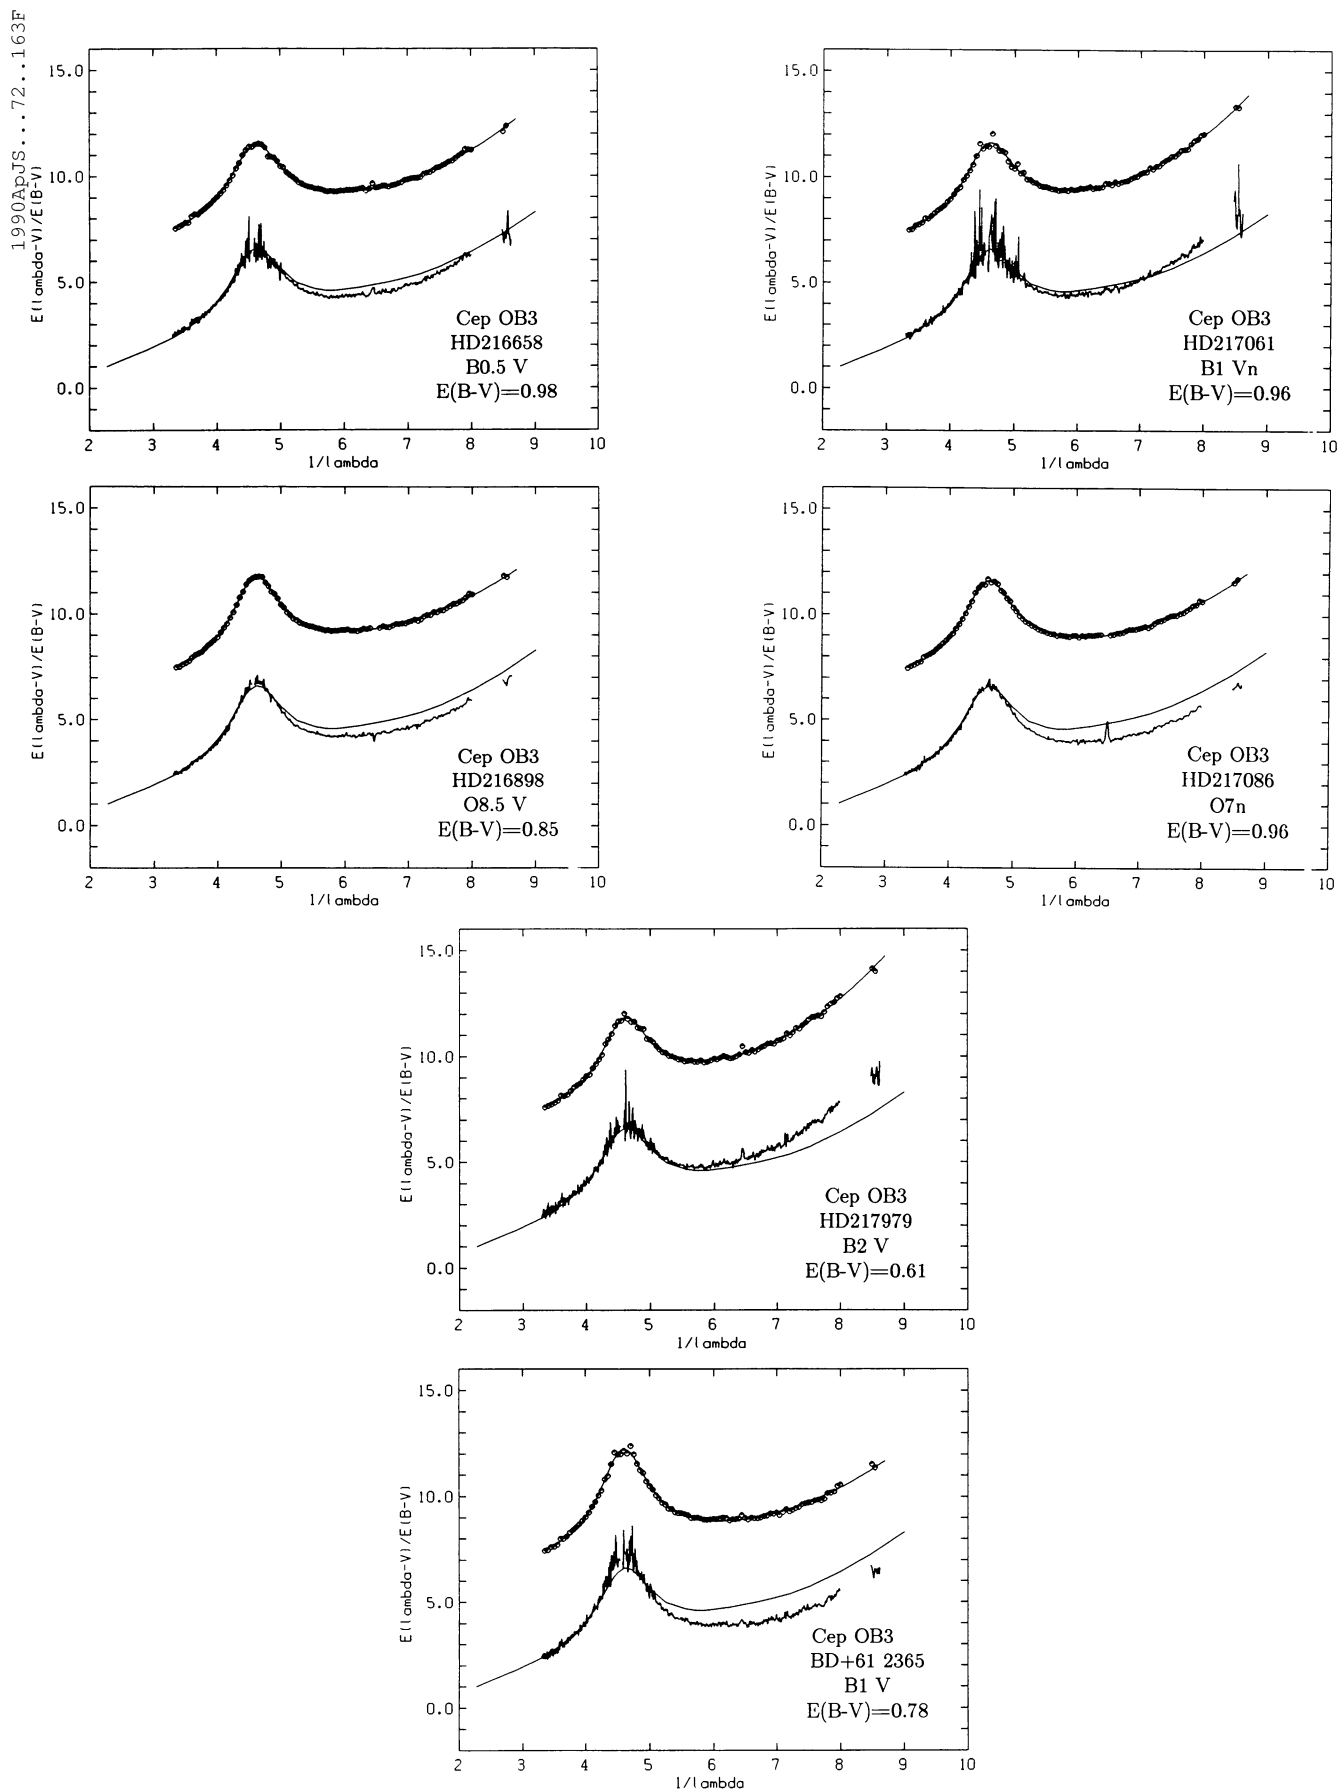 1990ApJS...72..163F
15.0
10.0
5.0
0.0
E(lambda-V)/E(B-V)
Cep OB3
HD216658
B0.5 V
E(B-V)=0.98
2 3 4 5 6 7 8 9 10
1/lambda
15.0
10.0
5.0
0.0
E(lambda-V)/E(B-V)
Cep OB3
HD217061
B1 Vn
E(B-V)=0.96
2 3 4 5 6 7 8 9 10
1/lambda
15.0
10.0
5.0
0.0
E(lambda-V)/E(B-V)
Cep OB3
HD216898
O8.5 V
E(B-V)=0.85
2 3 4 5 6 7 8 9 10
1/lambda
15.0
10.0
5.0
0.0
E(lambda-V)/E(B-V)
Cep OB3
HD217086
O7n
E(B-V)=0.96
2 3 4 5 6 7 8 9 10
1/lambda
15.0
10.0
5.0
0.0
E(lambda-V)/E(B-V)
Cep OB3
HD217979
B2 V
E(B-V)=0.61
2 3 4 5 6 7 8 9 10
1/lambda
15.0
10.0
5.0
0.0
E(lambda-V)/E(B-V)
Cep OB3
BD+61 2365
B1 V
E(B-V)=0.78
2 3 4 5 6 7 8 9 10
1/lambda